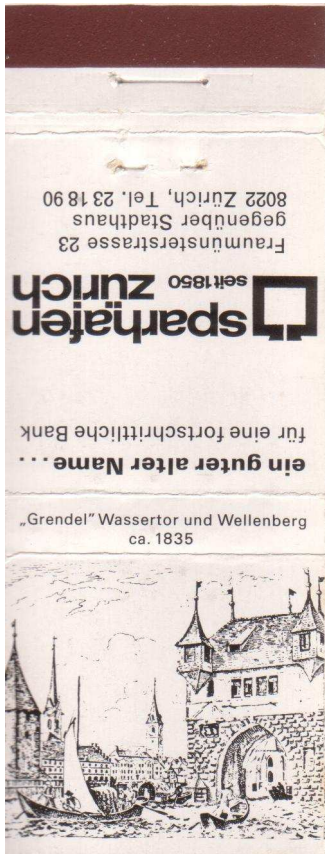 ein guter alter Name ...
für eine fortschrittliche Bank
sparhafen
seit 1850 zürich
Fraumünsterstrasse 23
gegenüber Stadthaus
8022 Zürich, Tel. 23 18 90
„Grendel” Wassertor und Wellenberg
ca. 1835